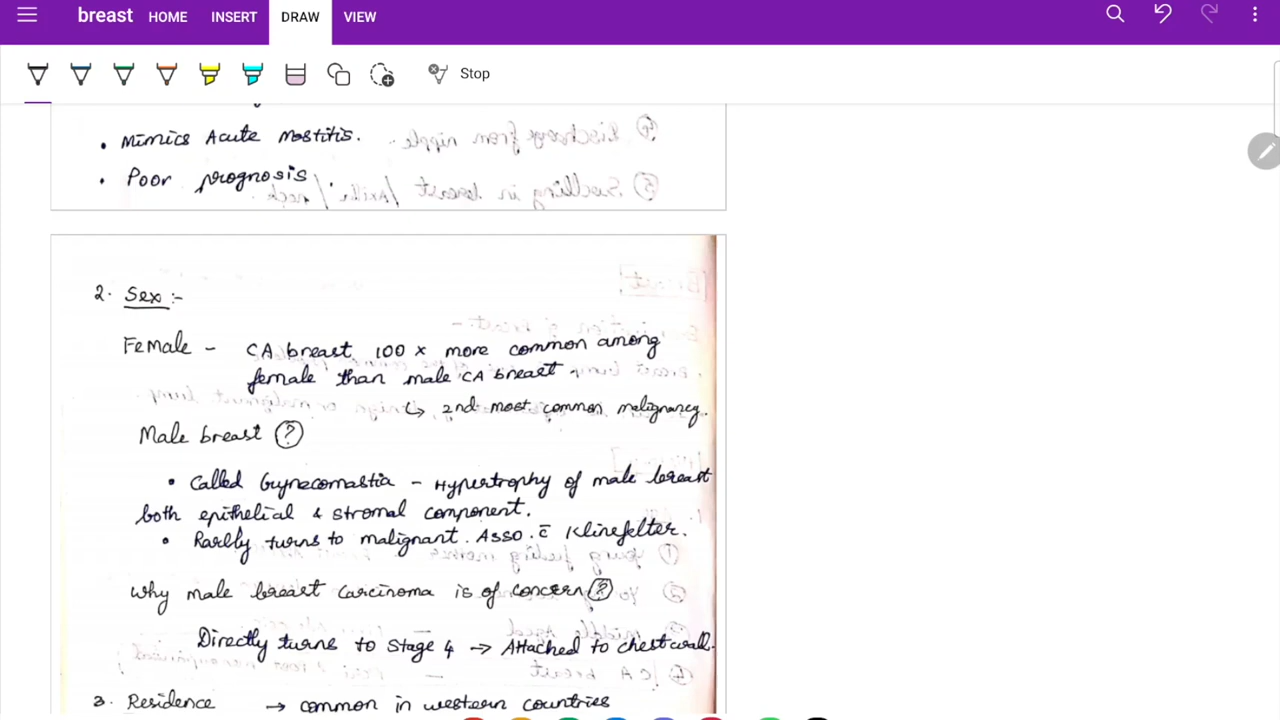 breast HOME INSERT DRAW VIEW
Stop
• Mimics Acute Mastitis.
• Poor prognosis.
2. Sex :-
Female - CA breast 100 x more common among
female than male CA breast -
↳ 2nd most common malignancy.
Male breast ?
• Called Gynecomastia - Hypertrophy of male breast
both epithelial & stromal component.
• Rarely turns to malignant. Asso. c̄ Klinefelter.
Why male breast carcinoma is of concern ?
Directly turns to Stage 4 → Attached to chest wall.
3. Residence → common in western countries